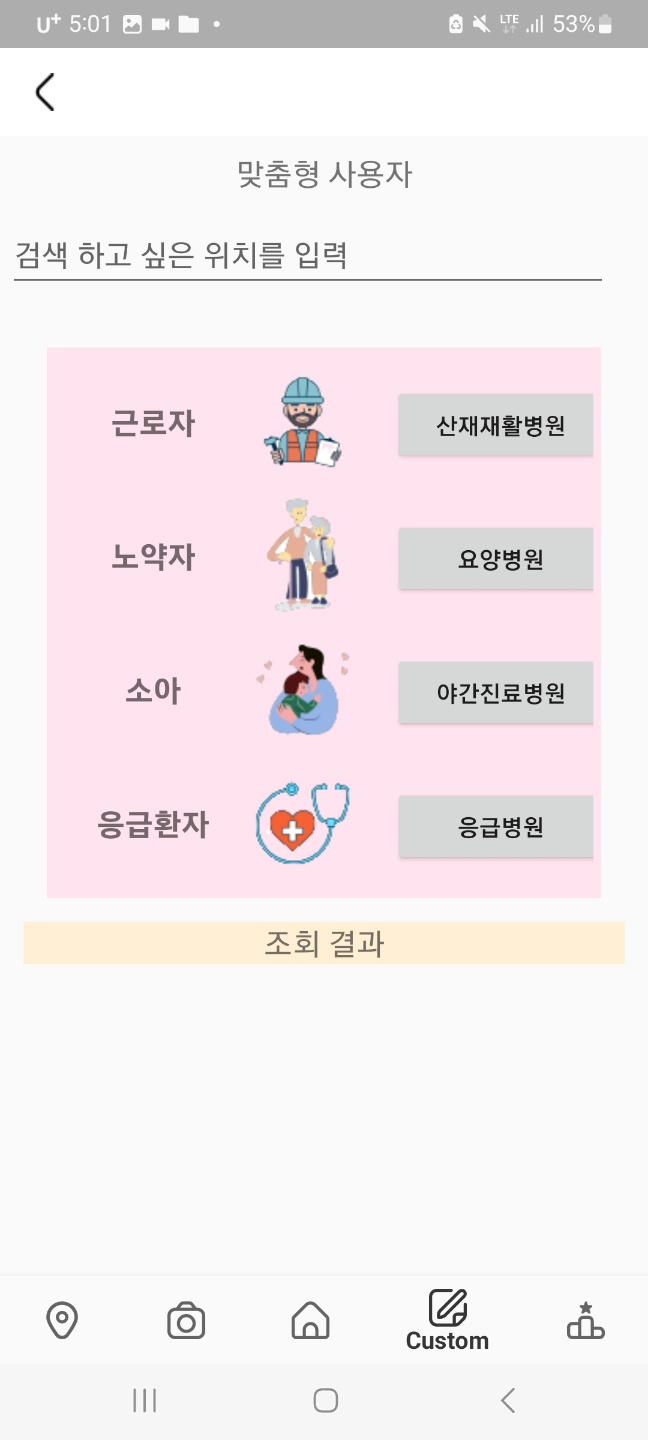 U+ 5:01 LTE 53%
맞춤형 사용자
검색 하고 싶은 위치를 입력
근로자 산재재활병원
노약자 요양병원
소아 야간진료병원
응급환자 응급병원
조회 결과
Custom